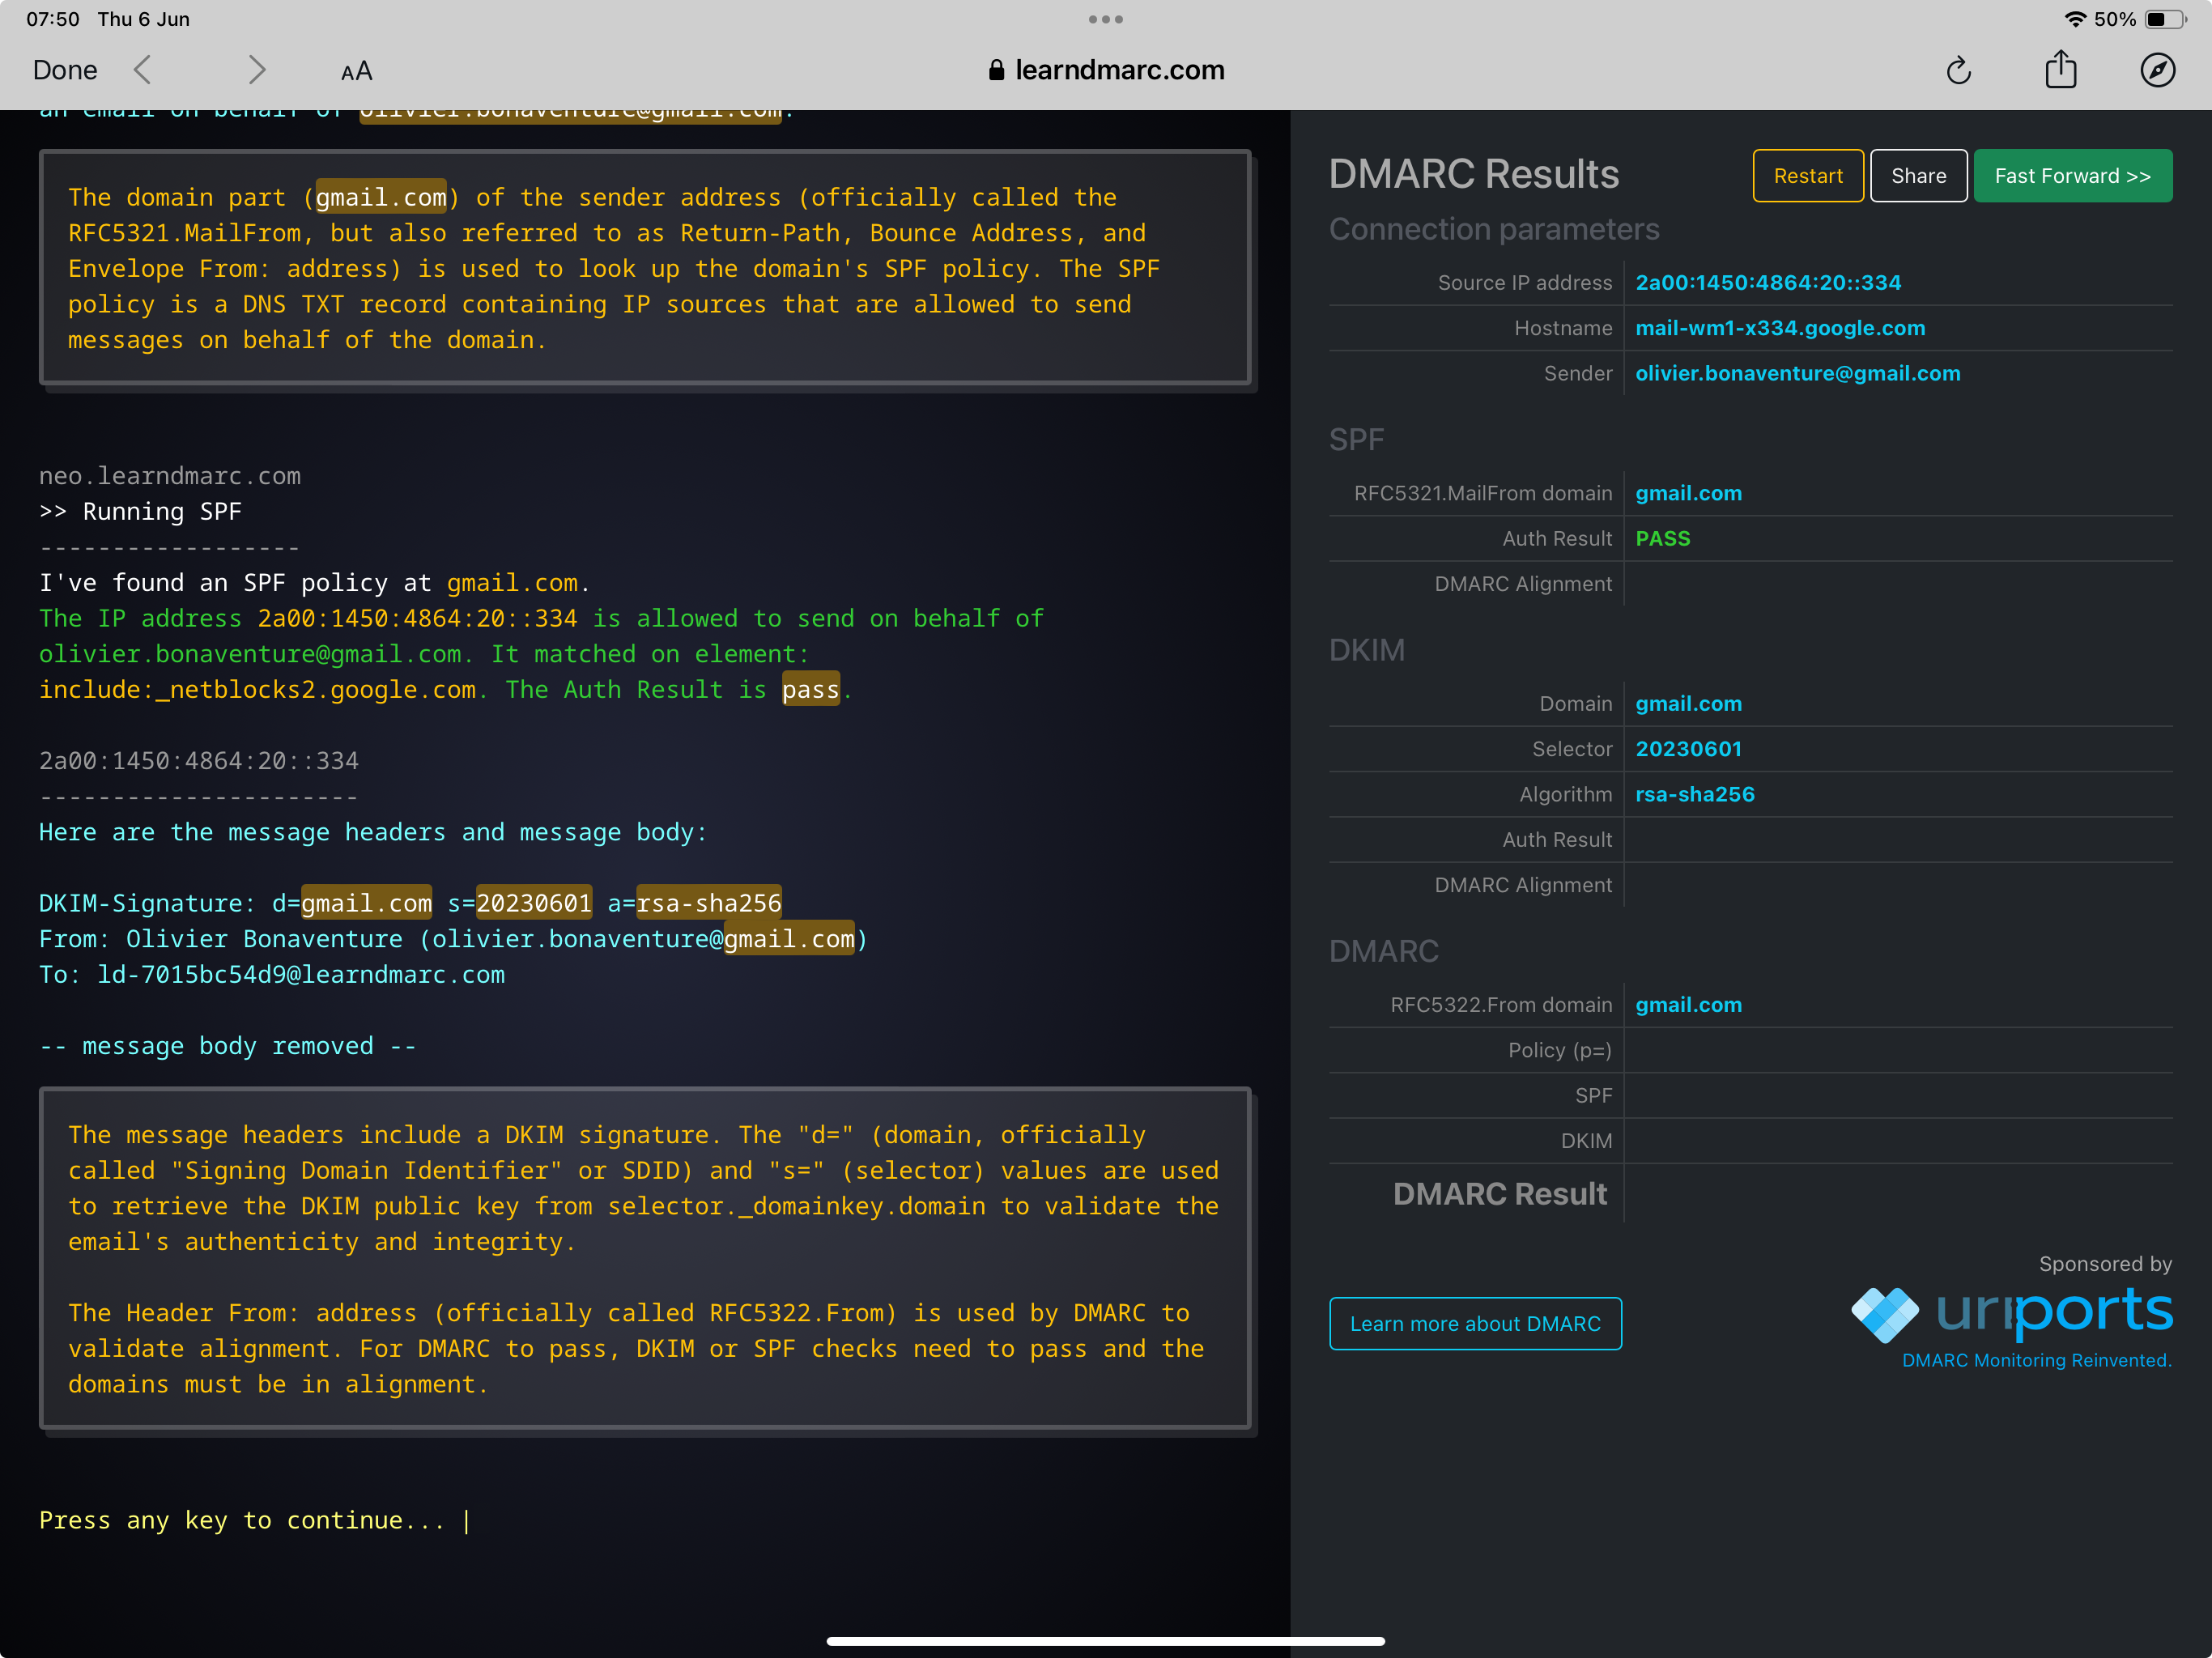 07:50 Thu 6 Jun
50%
Done
AA
learndmarc.com
an email on behalf of olivier.bonaventure@gmail.com.
The domain part (gmail.com) of the sender address (officially called the
RFC5321.MailFrom, but also referred to as Return-Path, Bounce Address, and
Envelope From: address) is used to look up the domain's SPF policy. The SPF
policy is a DNS TXT record containing IP sources that are allowed to send
messages on behalf of the domain.
neo.learndmarc.com
>> Running SPF
------------------
I've found an SPF policy at gmail.com.
The IP address 2a00:1450:4864:20::334 is allowed to send on behalf of
olivier.bonaventure@gmail.com. It matched on element:
include:_netblocks2.google.com. The Auth Result is pass.
2a00:1450:4864:20::334
----------------------
Here are the message headers and message body:
DKIM-Signature: d=gmail.com s=20230601 a=rsa-sha256
From: Olivier Bonaventure (olivier.bonaventure@gmail.com)
To: ld-7015bc54d9@learndmarc.com
-- message body removed --
The message headers include a DKIM signature. The "d=" (domain, officially
called "Signing Domain Identifier" or SDID) and "s=" (selector) values are used
to retrieve the DKIM public key from selector._domainkey.domain to validate the
email's authenticity and integrity.
The Header From: address (officially called RFC5322.From) is used by DMARC to
validate alignment. For DMARC to pass, DKIM or SPF checks need to pass and the
domains must be in alignment.
Press any key to continue... |
DMARC Results
Restart
Share
Fast Forward >>
Connection parameters
Source IP address 2a00:1450:4864:20::334
Hostname mail-wm1-x334.google.com
Sender olivier.bonaventure@gmail.com
SPF
RFC5321.MailFrom domain gmail.com
Auth Result PASS
DMARC Alignment
DKIM
Domain gmail.com
Selector 20230601
Algorithm rsa-sha256
Auth Result
DMARC Alignment
DMARC
RFC5322.From domain gmail.com
Policy (p=)
SPF
DKIM
DMARC Result
Sponsored by
Learn more about DMARC
uriports
DMARC Monitoring Reinvented.